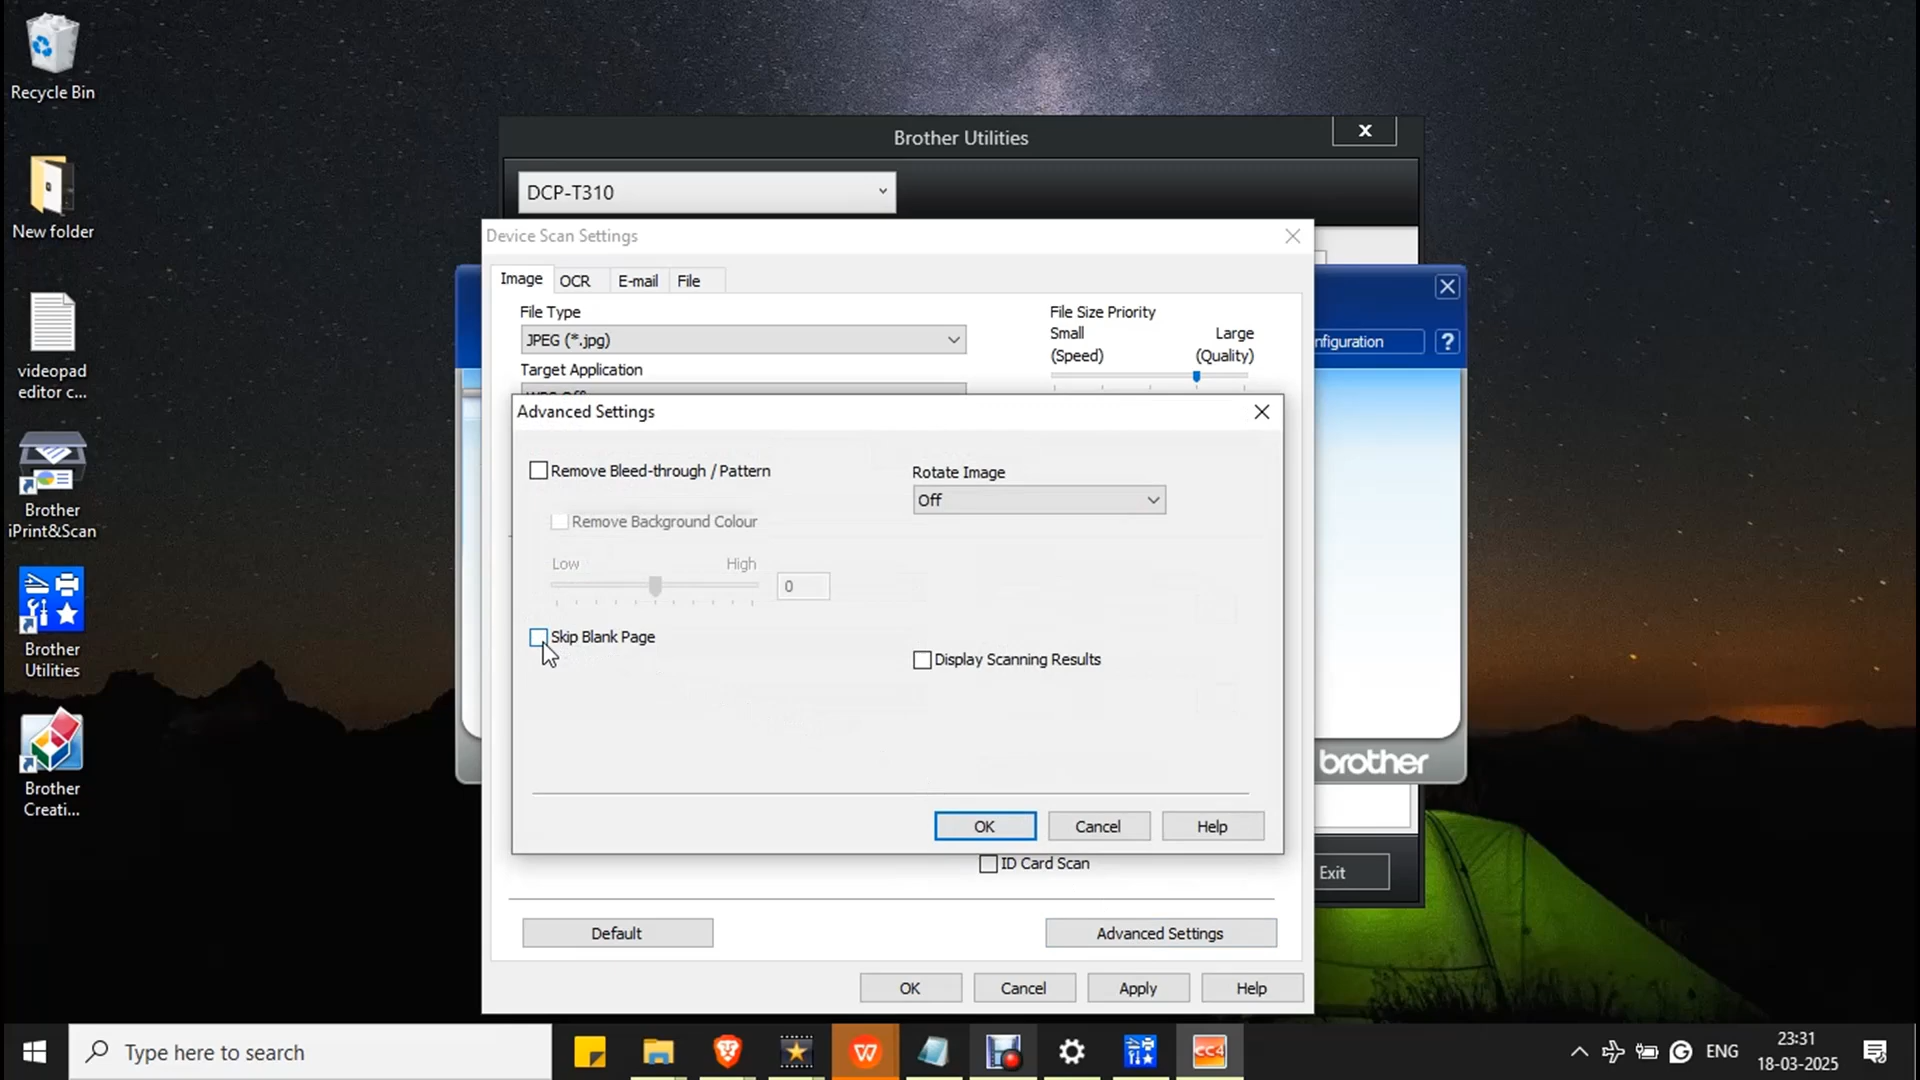 Recycle Bin
New folder
videopad
editor c...
Brother
iPrint&Scan
Brother
Utilities
Brother
Creati...
Brother Utilities
x
DCP-T310
Device Scan Settings
Image
OCR
E-mail
File
File Type
JPEG (*.jpg)
Target Application
File Size Priority
Small
(Speed)
Large
(Quality)
nfiguration
?
Advanced Settings
Remove Bleed-through / Pattern
Remove Background Colour
Low
High
0
Skip Blank Page
Rotate Image
Off
Display Scanning Results
OK
Cancel
Help
brother
ID Card Scan
Exit
Default
Advanced Settings
OK
Cancel
Apply
Help
Type here to search
W
CC4
ENG
23:31
18-03-2025